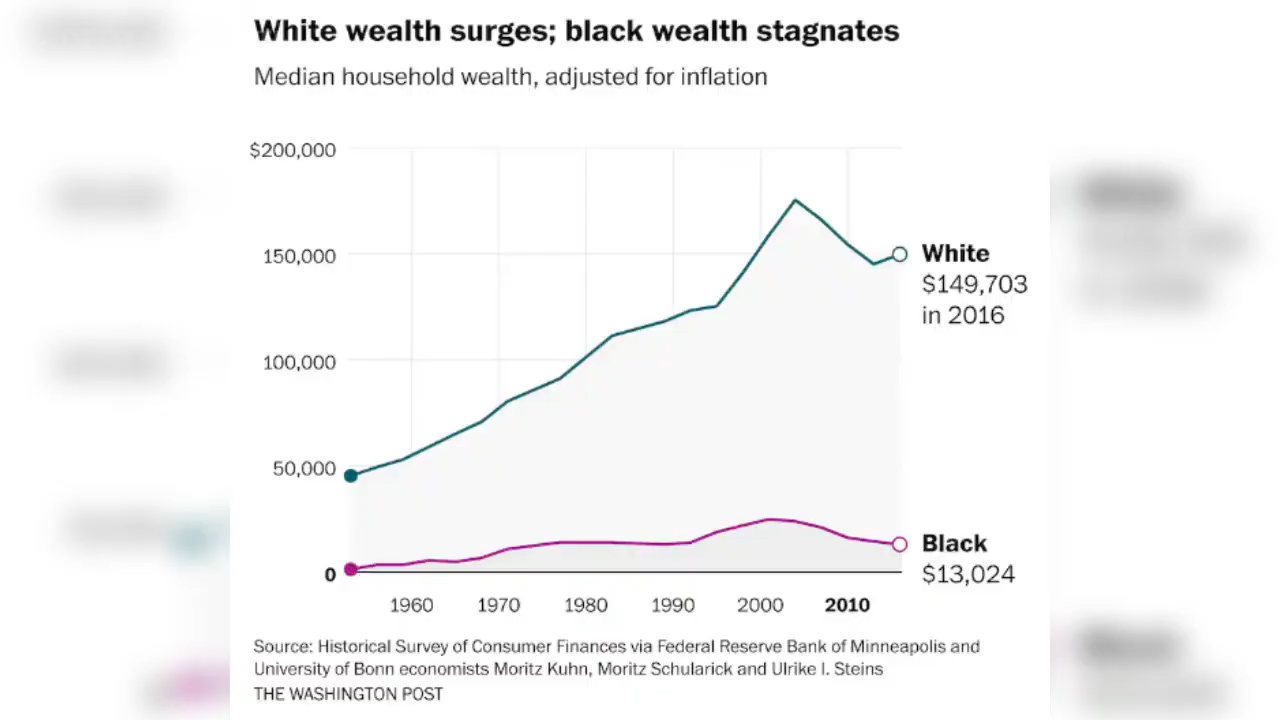 White wealth surges; black wealth stagnates
Median household wealth, adjusted for inflation
$200,000
150,000
100,000
50,000
0
White
$149,703
in 2016
Black
$13,024
1960
1970
1980
1990
2000
2010
Source: Historical Survey of Consumer Finances via Federal Reserve Bank of Minneapolis and
University of Bonn economists Moritz Kuhn, Moritz Schularick and Ulrike I. Steins
THE WASHINGTON POST